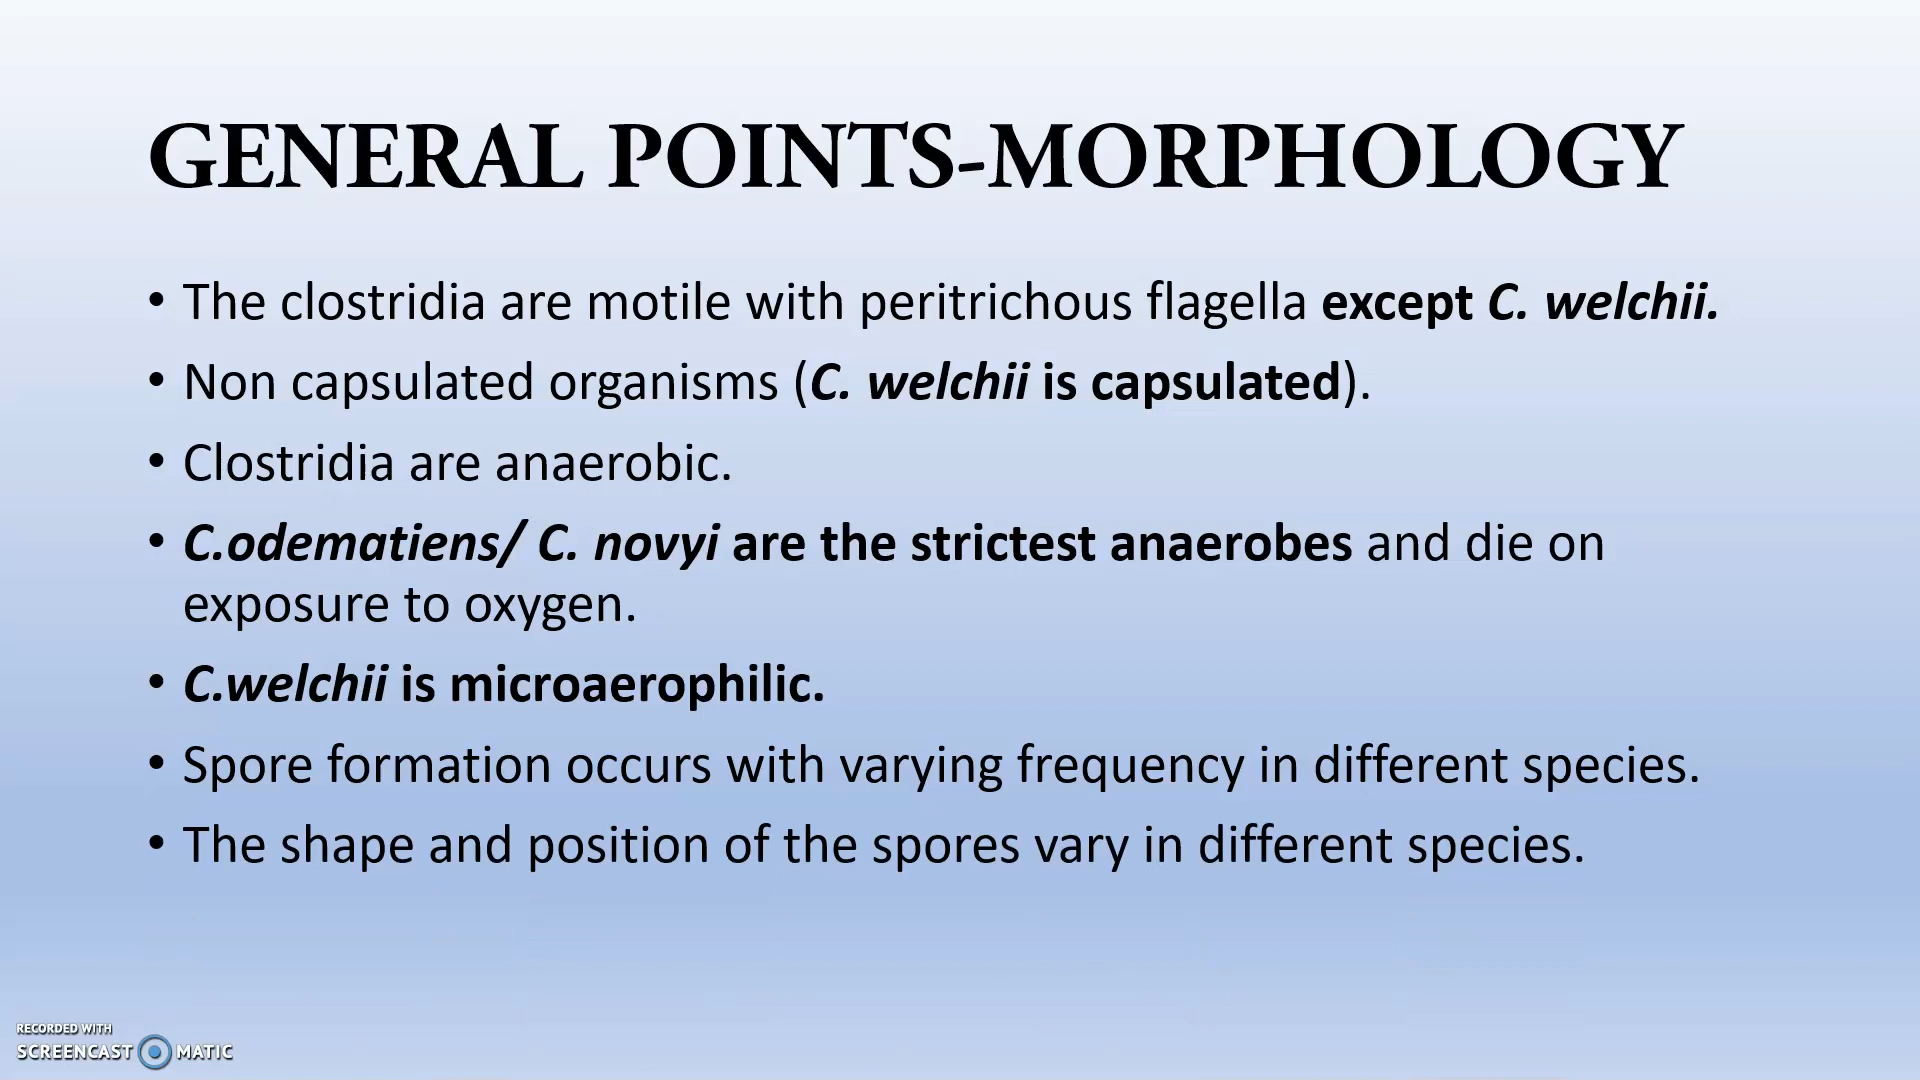 GENERAL POINTS-MORPHOLOGY
• The clostridia are motile with peritrichous flagella except C. welchii.
• Non capsulated organisms (C. welchii is capsulated).
• Clostridia are anaerobic.
• C.odematiens/ C. novyi are the strictest anaerobes and die on
exposure to oxygen.
• C.welchii is microaerophilic.
• Spore formation occurs with varying frequency in different species.
• The shape and position of the spores vary in different species.
RECORDED WITH
SCREENCAST MATIC